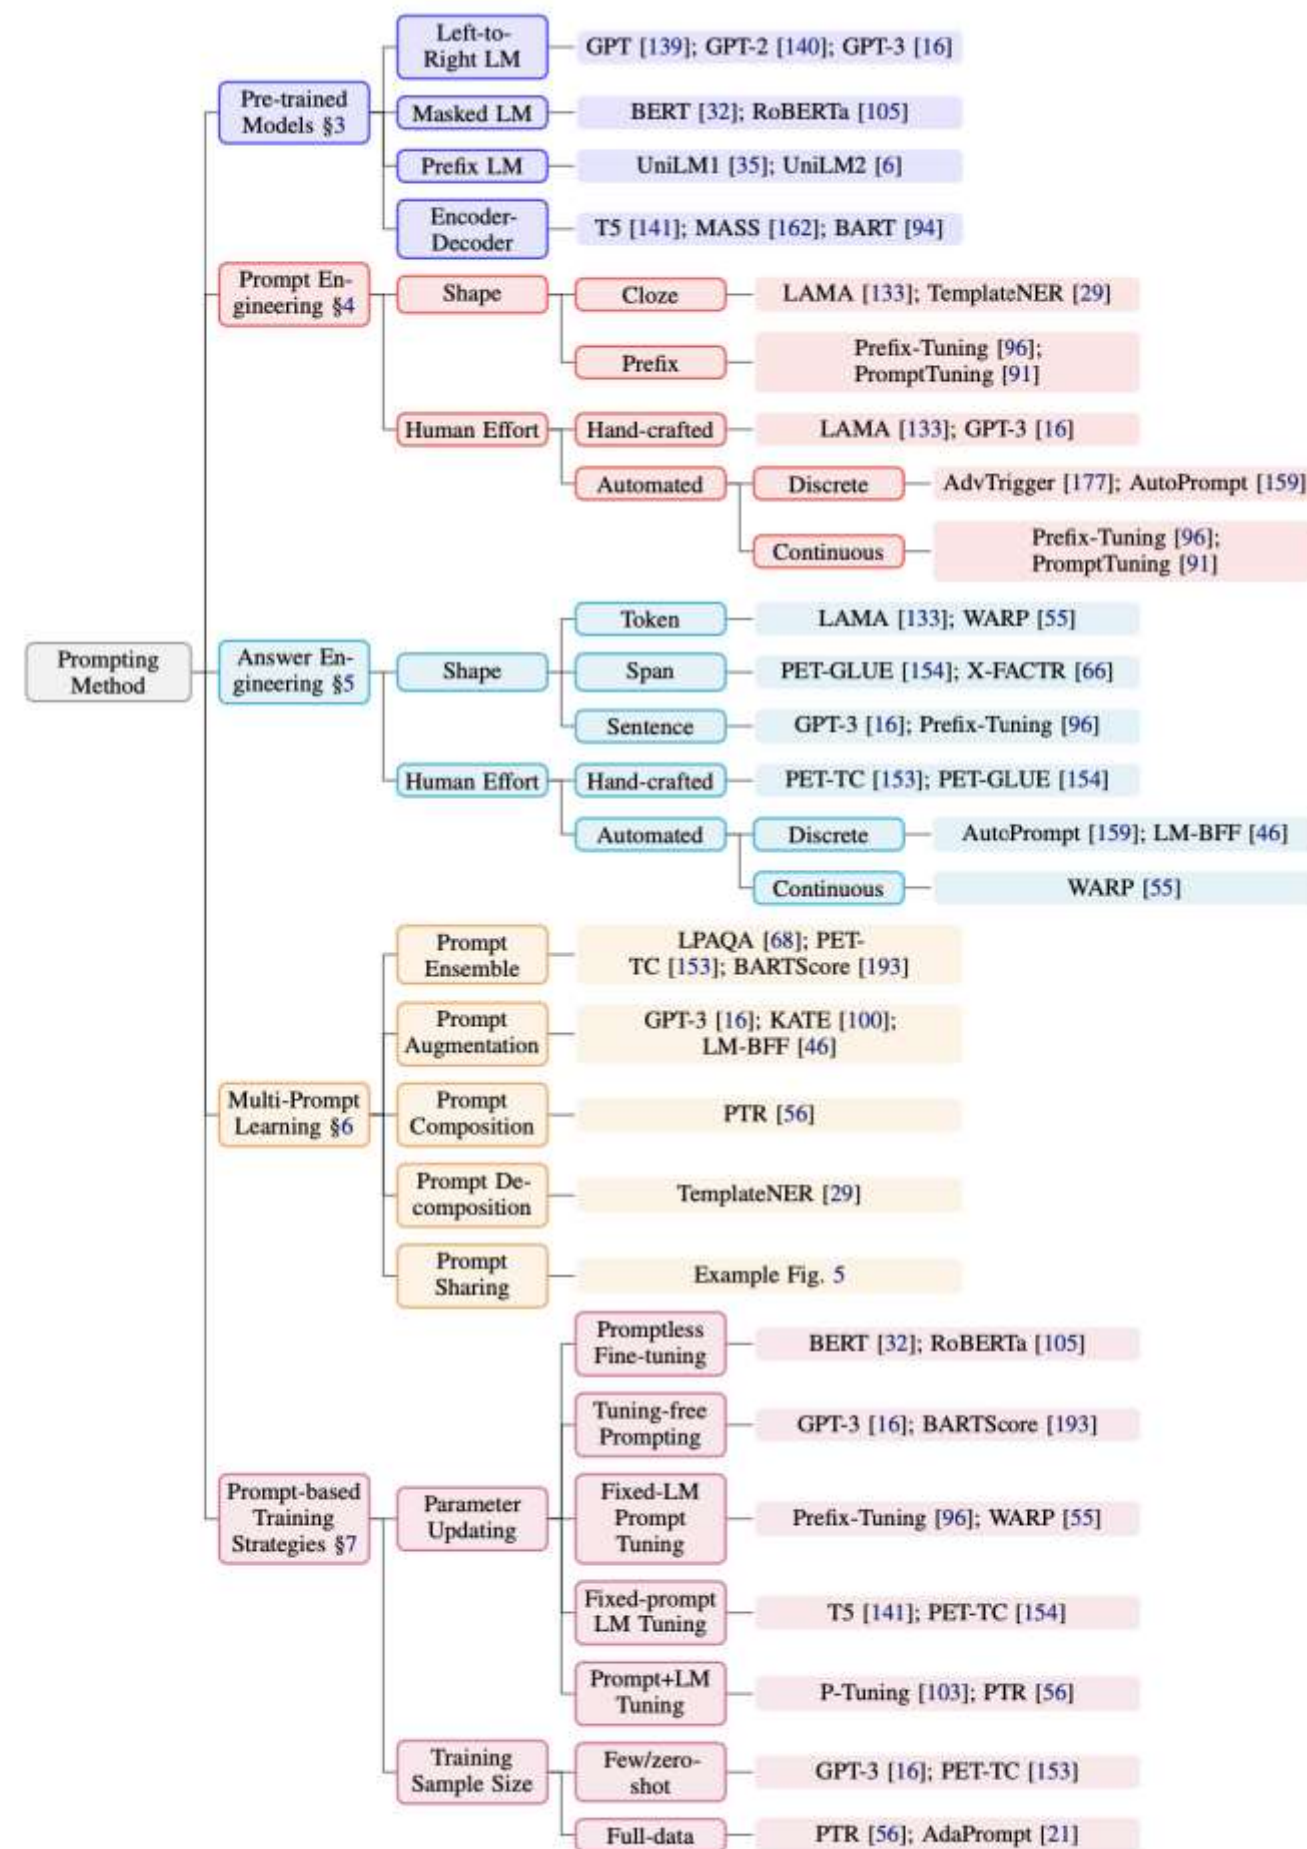 Left-to-
Right LM
GPT [139]; GPT-2 [140]; GPT-3 [16]
Pre-trained
Models §3
Masked LM
BERT [32]; RoBERTa [105]
Prefix LM
UniLM1 [35]; UniLM2 [6]
Encoder-
Decoder
T5 [141]; MASS [162]; BART [94]
Prompt En-
gineering §4
Shape
Cloze
LAMA [133]; TemplateNER [29]
Prefix
Prefix-Tuning [96];
PromptTuning [91]
Human Effort
Hand-crafted
LAMA [133]; GPT-3 [16]
Automated
Discrete
AdvTrigger [177]; AutoPrompt [159]
Continuous
Prefix-Tuning [96];
PromptTuning [91]
Prompting
Method
Answer En-
gineering §5
Shape
Token
LAMA [133]; WARP [55]
Span
PET-GLUE [154]; X-FACTR [66]
Sentence
GPT-3 [16]; Prefix-Tuning [96]
Human Effort
Hand-crafted
PET-TC [153]; PET-GLUE [154]
Automated
Discrete
AutoPrompt [159]; LM-BFF [46]
Continuous
WARP [55]
Multi-Prompt
Learning §6
Prompt
Ensemble
LPAQA [68]; PET-
TC [153]; BARTScore [193]
Prompt
Augmentation
GPT-3 [16]; KATE [100];
LM-BFF [46]
Prompt
Composition
PTR [56]
Prompt De-
composition
TemplateNER [29]
Prompt
Sharing
Example Fig. 5
Prompt-based
Training
Strategies §7
Parameter
Updating
Promptless
Fine-tuning
BERT [32]; RoBERTa [105]
Tuning-free
Prompting
GPT-3 [16]; BARTScore [193]
Fixed-LM
Prompt
Tuning
Prefix-Tuning [96]; WARP [55]
Fixed-prompt
LM Tuning
T5 [141]; PET-TC [154]
Prompt+LM
Tuning
P-Tuning [103]; PTR [56]
Training
Sample Size
Few/zero-
shot
GPT-3 [16]; PET-TC [153]
Full-data
PTR [56]; AdaPrompt [21]